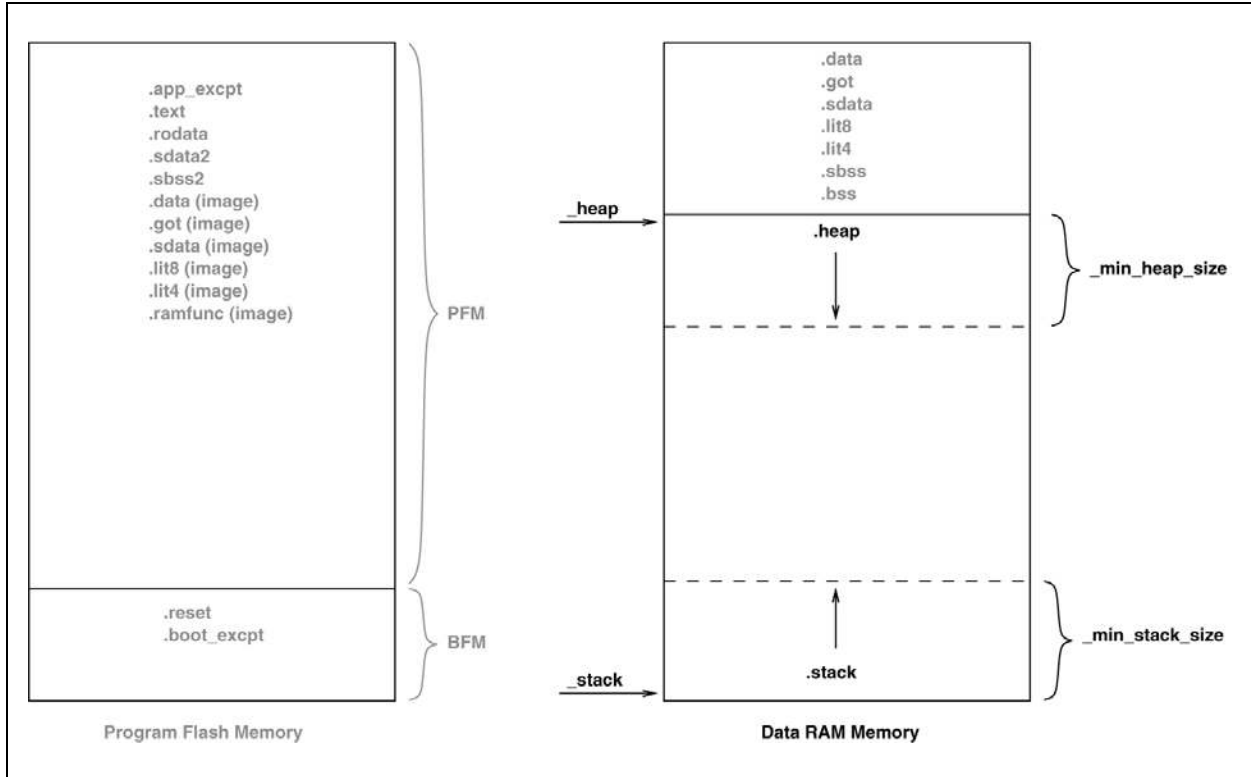 .app_excpt
.text
.rodata
.sdata2
.sbss2
.data (image)
.got (image)
.sdata (image)
.lit8 (image)
.lit4 (image)
.ramfunc (image)
PFM
.reset
.boot_excpt
BFM
Program Flash Memory
.data
.got
.sdata
.lit8
.lit4
.sbss
.bss
_heap
.heap
_min_heap_size
_min_stack_size
.stack
_stack
Data RAM Memory